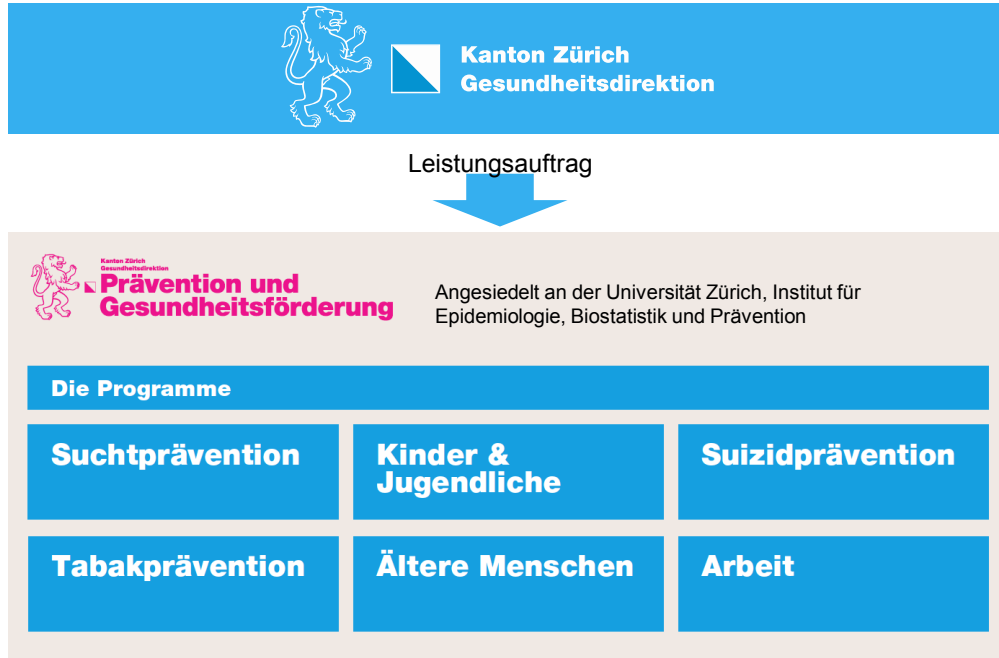 Kanton Zürich
Gesundheitsdirektion
Leistungsauftrag
Kanton Zürich
Gesundheitsdirektion
Prävention und
Gesundheitsförderung
Angesiedelt an der Universität Zürich, Institut für
Epidemiologie, Biostatistik und Prävention
Die Programme
Suchtprävention
Kinder &
Jugendliche
Suizidprävention
Tabakprävention
Ältere Menschen
Arbeit